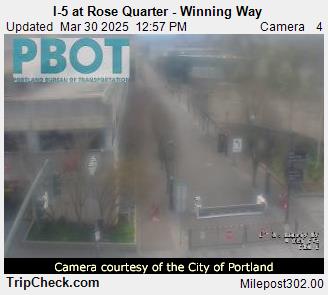 I-5 at Rose Quarter - Winning Way
Updated Mar 30 2025 12:57 PM Camera 4
PBOT
PORTLAND BUREAU OF TRANSPORTATION
Camera courtesy of the City of Portland
TripCheck.com Milepost302.00